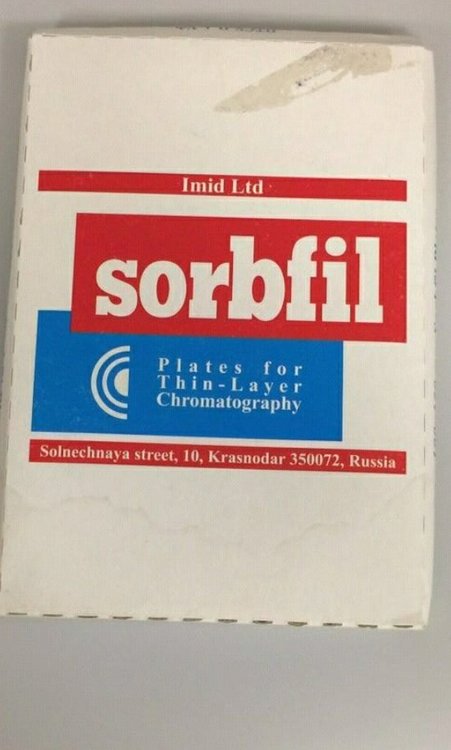 Imid Ltd
sorbfil
Plates for
Thin-Layer
Chromatography
Solnechnaya street, 10, Krasnodar 350072, Russia